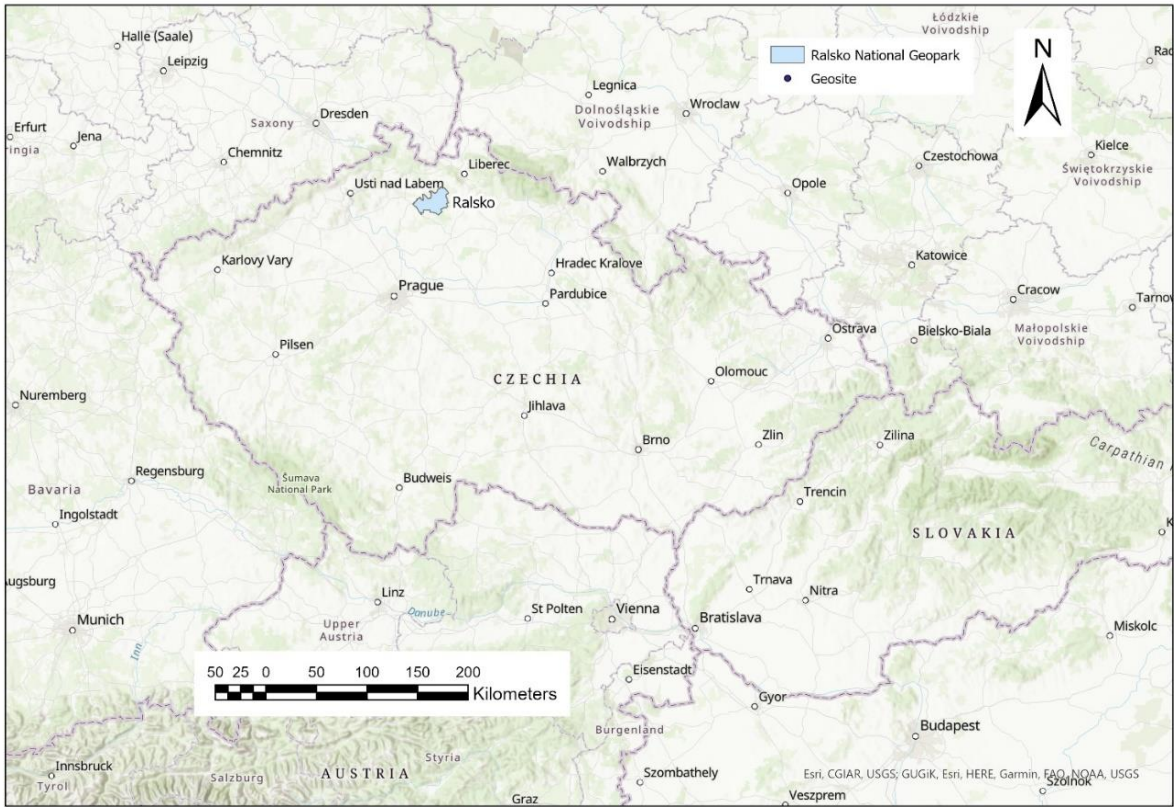 Halle (Saale)
Leipzig
Łódzkie
Voivodship
Ralsko National Geopark
Geosite
N
Legnica
Dolnośląskie
Voivodship
Wroclaw
Dresden
Saxony
Erfurt
Jena
Chemnitz
Kielce
Świętokrzyskie
Voivodship
Czestochowa
Liberec
Walbrzych
Opole
Usti nad Labem
Ralsko
Karlovy Vary
Hradec Kralove
Katowice
Prague
Pardubice
Cracow
Tarnow
Ostrava
Bielsko-Biala
Małopolskie
Voivodship
Pilsen
CZECHIA
Olomouc
Nuremberg
Jihlava
Brno
Zlin
Zilina
Carpathian
Regensburg
Šumava
National Park
Budweis
Bavaria
Trencin
Ingolstadt
SLOVAKIA
Augsburg
Trnava
Nitra
Linz
Danube
St Polten
Vienna
Bratislava
Munich
Inn
Upper
Austria
Miskolc
50 25 0 50 100 150 200
Kilometers
Eisenstadt
Gyor
Burgenland
Budapest
Styria
Innsbruck
Tyrol
Salzburg
AUSTRIA
Szombathely
Esri, CGIAR, USGS; GUGiK, Esri, HERE, Garmin, FAO, NOAA, USGS
Szolnok
Graz
Veszprem